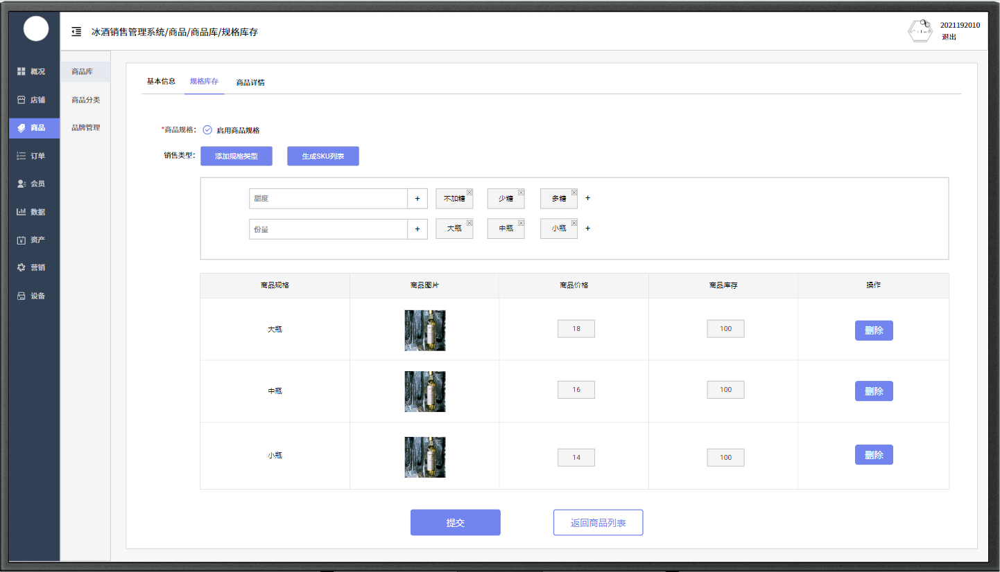 冰酒销售管理系统/商品/商品库/规格库存
2021192010
退出
概况
店铺
商品
订单
会员
数据
资产
营销
设备
商品库
商品分类
品牌管理
基本信息 规格库存 商品详情
*商品规格: 启用商品规格
销售类型: 添加规格类型 生成SKU列表
甜度 + 不加糖 少糖 多糖 +
份量 + 大瓶 中瓶 小瓶 +
商品规格 商品图片 商品价格 商品库存 操作
大瓶 18 100 删除
中瓶 16 100 删除
小瓶 14 100 删除
提交 返回商品列表